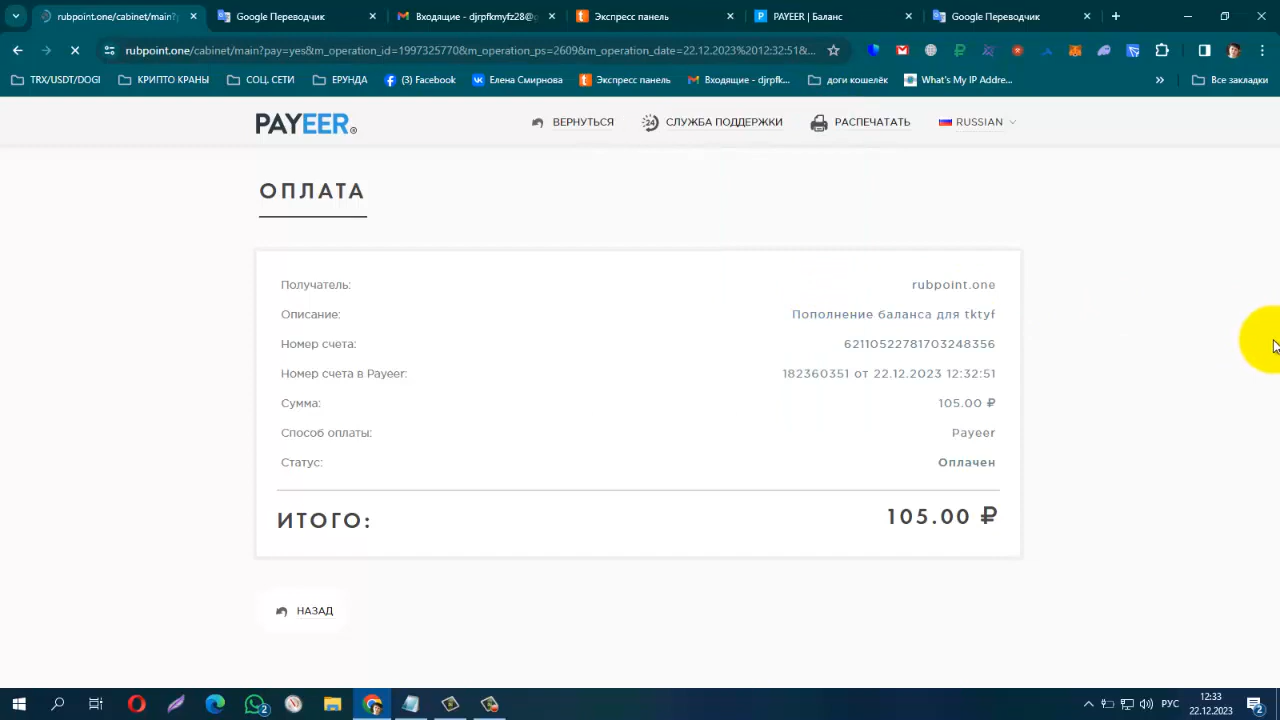 rubpoint.one/cabinet/main?
Google Переводчик
Входящие - djrpfkmyfz28@
Экспресс панель
PAYEER | Баланс
Google Переводчик
rubpoint.one/cabinet/main?pay=yes&m_operation_id=1997325770&m_operation_ps=2609&m_operation_date=22.12.2023%2012:32:51&...
TRX/USDT/DOGI
КРИПТО КРАНЫ
СОЦ. СЕТИ
ЕРУНДА
(3) Facebook
Елена Смирнова
Экспресс панель
Входящие - djrpfk...
доги кошелёк
What's My IP Addre...
Все закладки
PAYEER
ВЕРНУТЬСЯ
24
СЛУЖБА ПОДДЕРЖКИ
РАСПЕЧАТАТЬ
RUSSIAN
ОПЛАТА
Получатель: rubpoint.one
Описание: Пополнение баланса для tktyf
Номер счета: 62110522781703248356
Номер счета в Payeer: 182360351 от 22.12.2023 12:32:51
Сумма: 105.00 ₽
Способ оплаты: Payeer
Статус: Оплачен
ИТОГО: 105.00 ₽
НАЗАД
2
РУС
12:33
22.12.2023
2